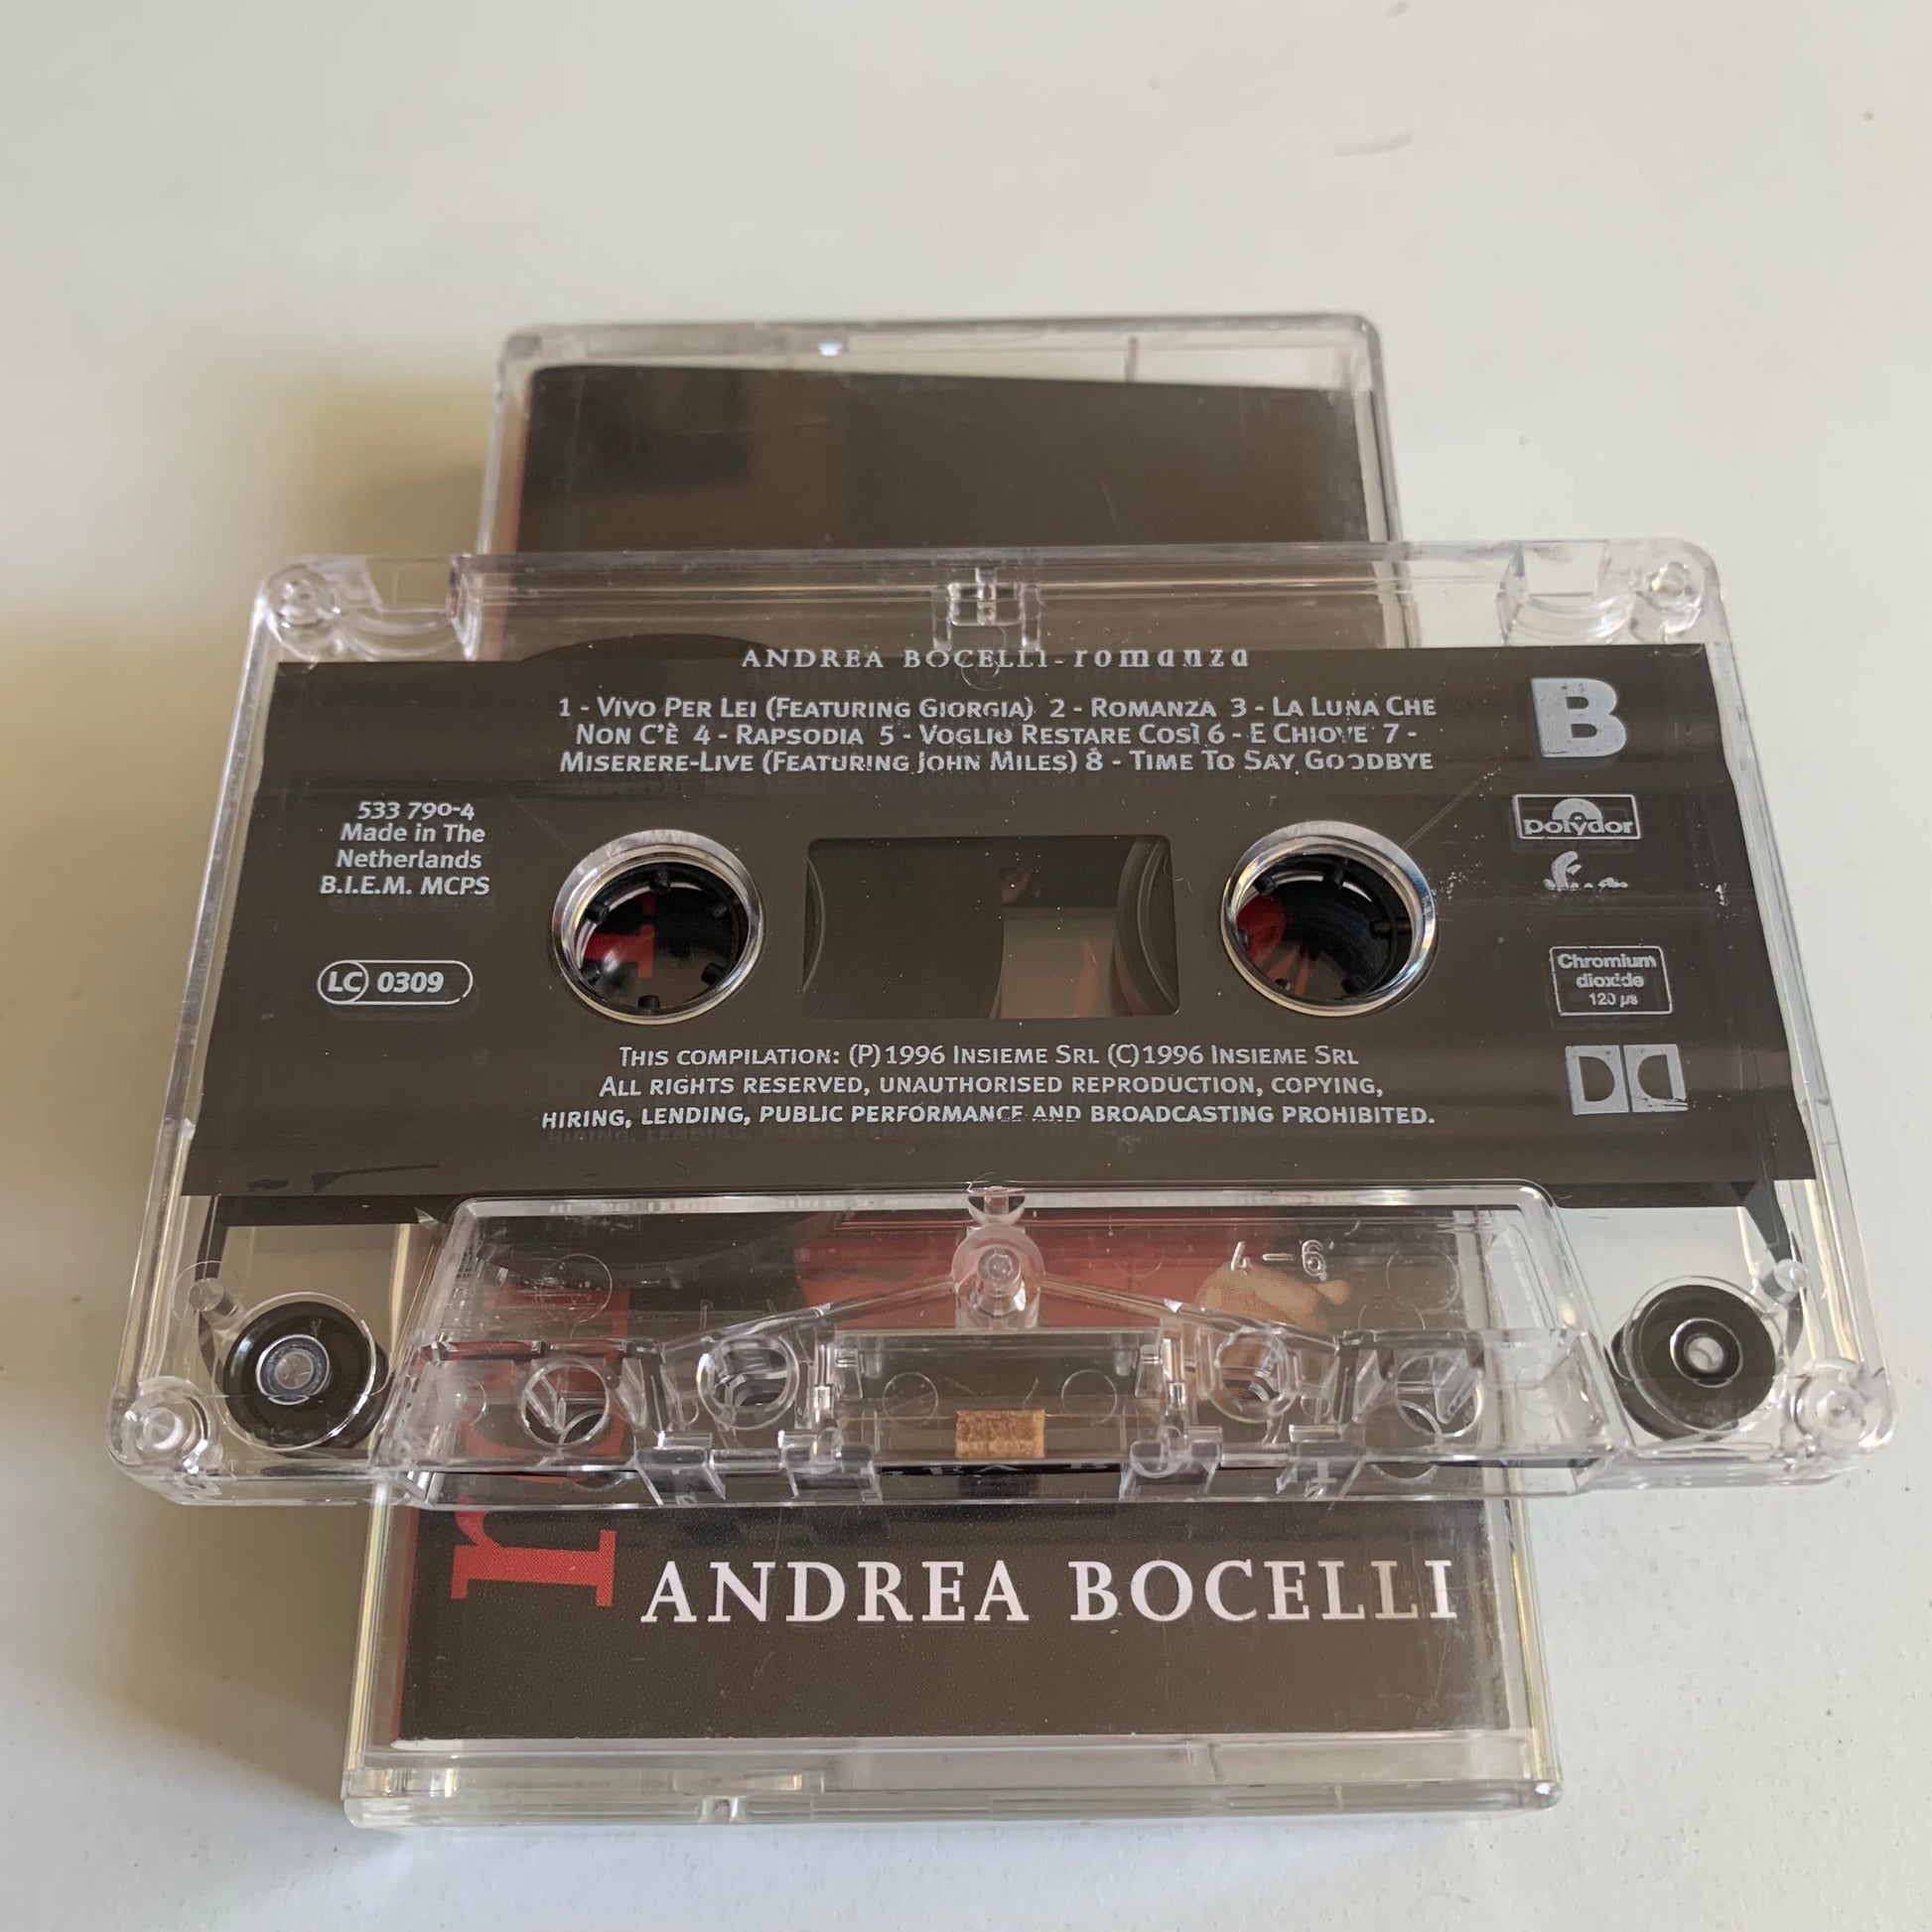 ANDREA BOCELLI-romanza
1 - VIVO PER LEI (FEATURING GIORGIA) 2 - ROMANZA 3 - LA LUNA CHE
NON C'È 4 - RAPSODIA 5 - VOGLIO RESTARE COSÌ 6 - E CHIOVE 7 -
MISERERE-LIVE (FEATURING JOHN MILES) 8 - TIME TO SAY GOODBYE
B
533 790-4
Made in The
Netherlands
B.I.E.M. MCPS
polydor
LC 0309
Chromium
dioxide
120 µs
THIS COMPILATION: (P)1996 INSIEME SRL (C)1996 INSIEME SRL
ALL RIGHTS RESERVED, UNAUTHORISED REPRODUCTION, COPYING,
HIRING, LENDING, PUBLIC PERFORMANCE AND BROADCASTING PROHIBITED.
ANDREA BOCELLI